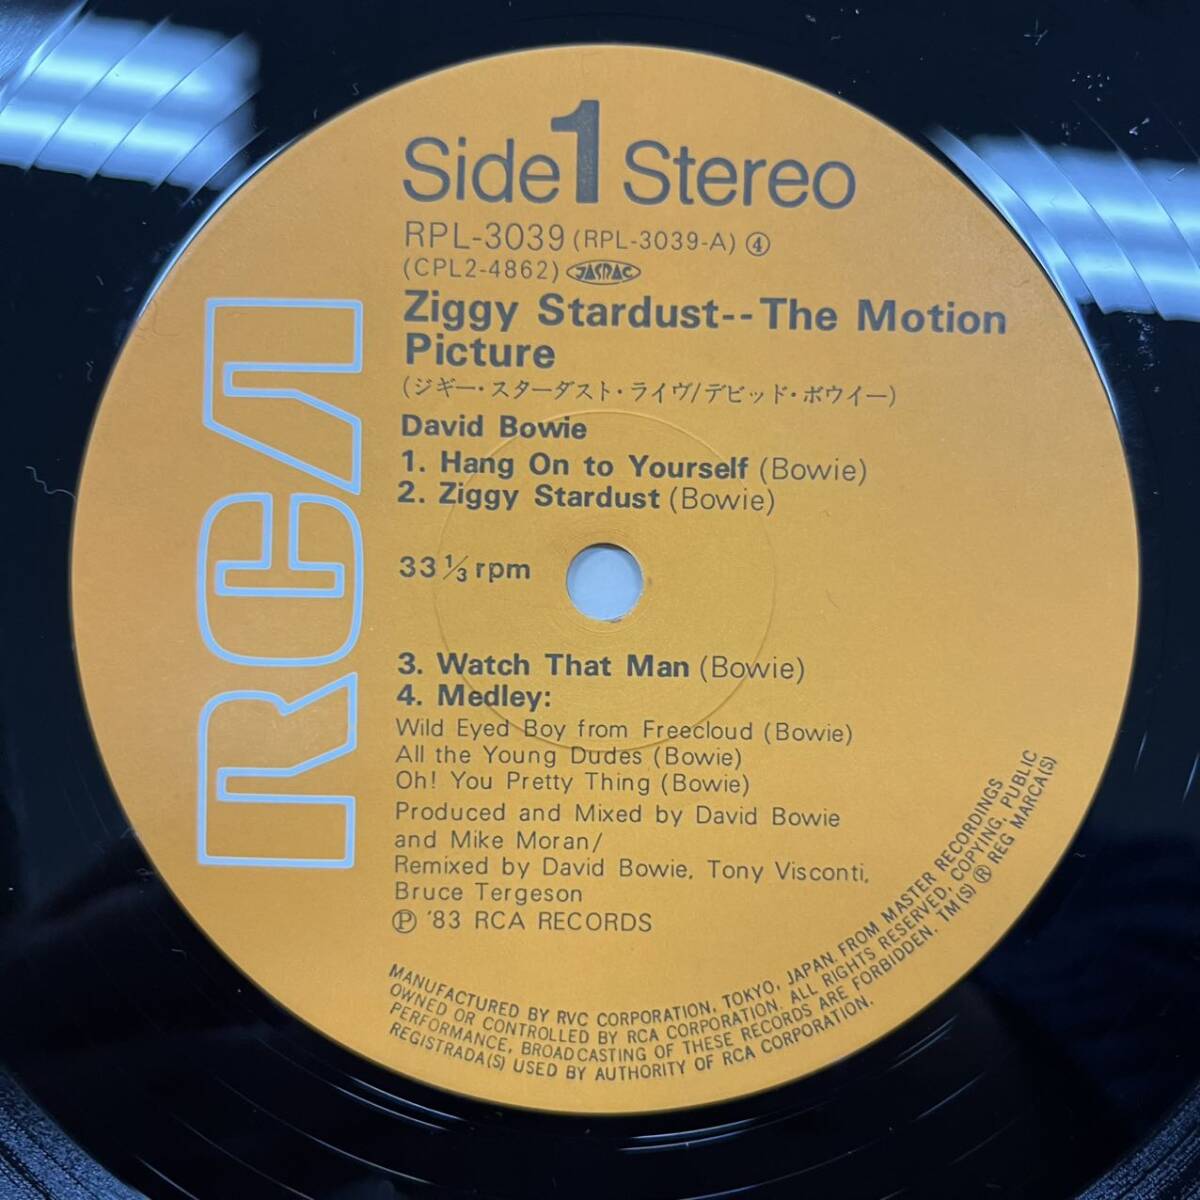 Side 1 Stereo
RPL-3039 (RPL-3039-A) ④
(CPL2-4862) JASRAC
Ziggy Stardust--The Motion
Picture
(ジギー・スターダスト・ライヴ/デビッド・ボウイー)
David Bowie
1. Hang On to Yourself (Bowie)
2. Ziggy Stardust (Bowie)
33 1/3 rpm
3. Watch That Man (Bowie)
4. Medley:
Wild Eyed Boy from Freecloud (Bowie)
All the Young Dudes (Bowie)
Oh! You Pretty Thing (Bowie)
Produced and Mixed by David Bowie
and Mike Moran/
Remixed by David Bowie, Tony Visconti,
Bruce Tergeson
Ⓟ '83 RCA RECORDS
RCA
MANUFACTURED BY RVC CORPORATION, TOKYO, JAPAN, FROM MASTER RECORDINGS
OWNED OR CONTROLLED BY RCA CORPORATION. ALL RIGHTS RESERVED, COPYING, PUBLIC
PERFORMANCE, BROADCASTING OF THESE RECORDS ARE FORBIDDEN. TM(S) ® REG MARCA(S)
REGISTRADA(S) USED BY AUTHORITY OF RCA CORPORATION.